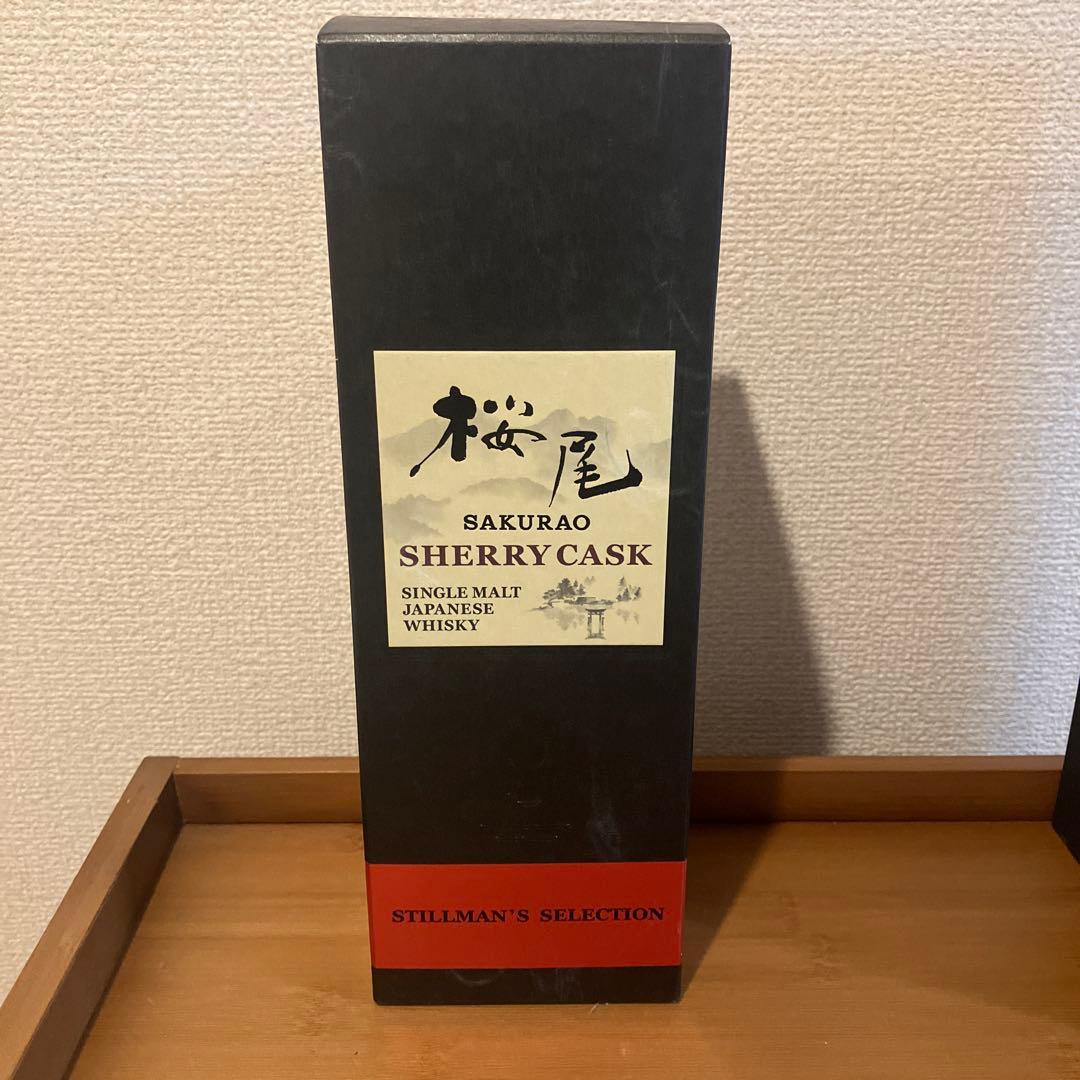 桜尾
SAKURAO
SHERRY CASK
SINGLE MALT
JAPANESE
WHISKY
STILLMAN'S SELECTION